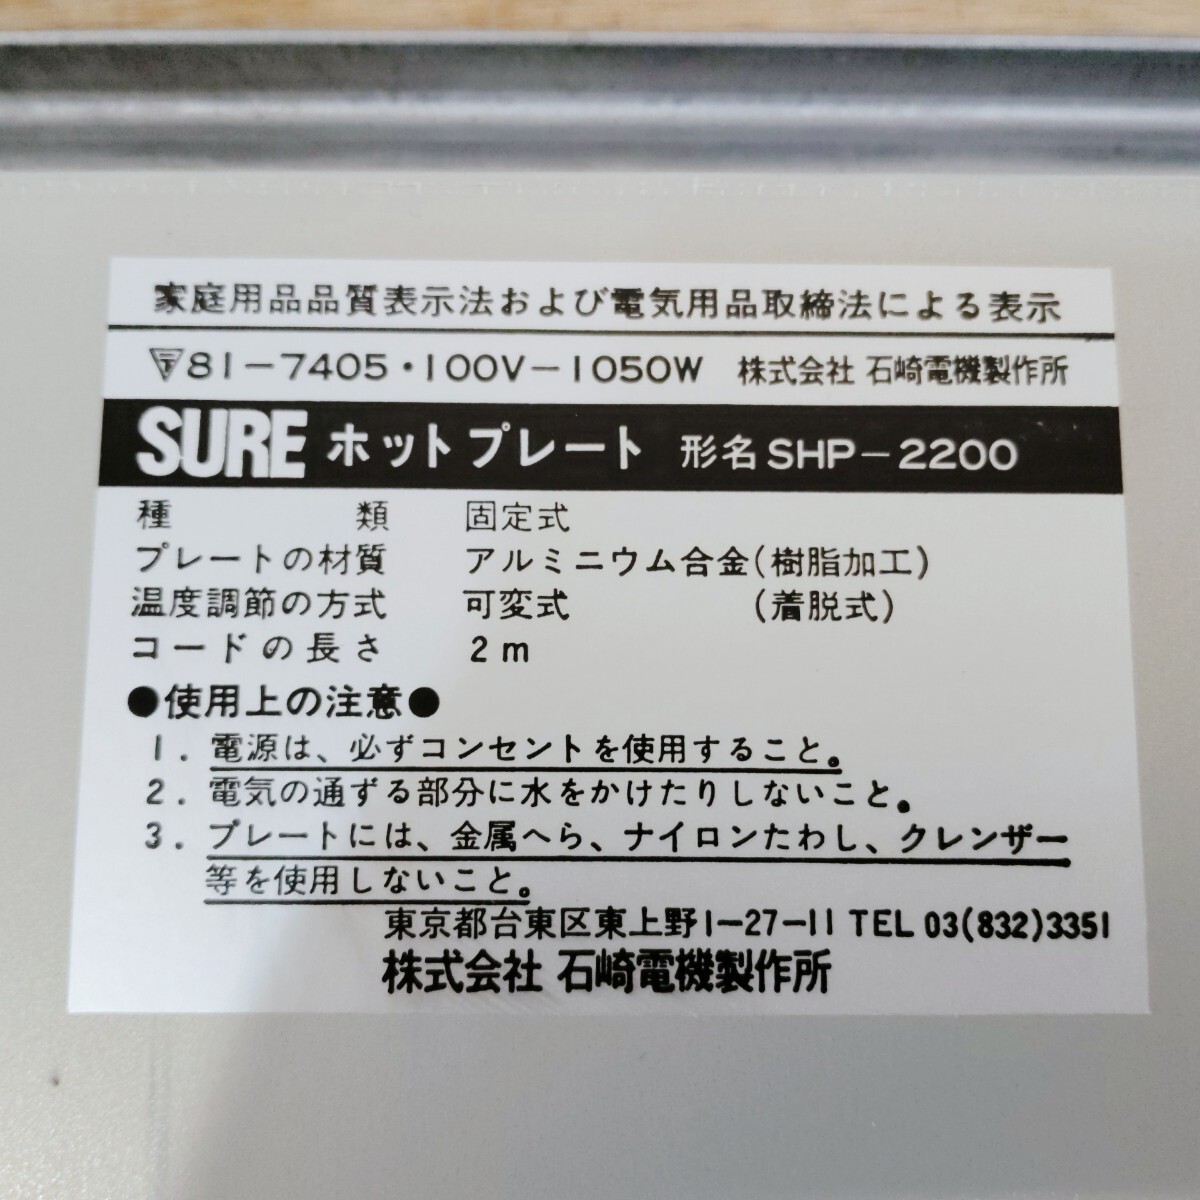 家庭用品品質表示法および電気用品取締法による表示
〒81-7405・100V-1050W 株式会社 石崎電機製作所
SURE ホットプレート 形名 SHP-2200
種類 固定式
プレートの材質 アルミニウム合金(樹脂加工)
温度調節の方式 可変式 (着脱式)
コードの長さ 2m
●使用上の注意●
1. 電源は、必ずコンセントを使用すること。
2. 電気の通ずる部分に水をかけたりしないこと。
3. プレートには、金属へら、ナイロンたわし、クレンザー
等を使用しないこと。
東京都台東区東上野1-27-11 TEL 03(832)3351
株式会社 石崎電機製作所